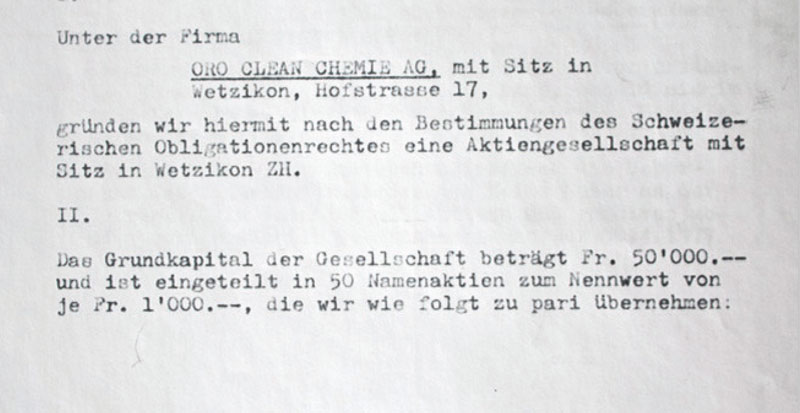 Unter der Firma
ORO CLEAN CHEMIE AG, mit Sitz in
Wetzikon, Hofstrasse 17,
gründen wir hiermit nach den Bestimmungen des Schweize-
rischen Obligationenrechtes eine Aktiengesellschaft mit
Sitz in Wetzikon ZH.
II.
Das Grundkapital der Gesellschaft beträgt Fr. 50'000.--
und ist eingeteilt in 50 Namenaktien zum Nennwert von
je Fr. 1'000.--, die wir wie folgt zu pari übernehmen: